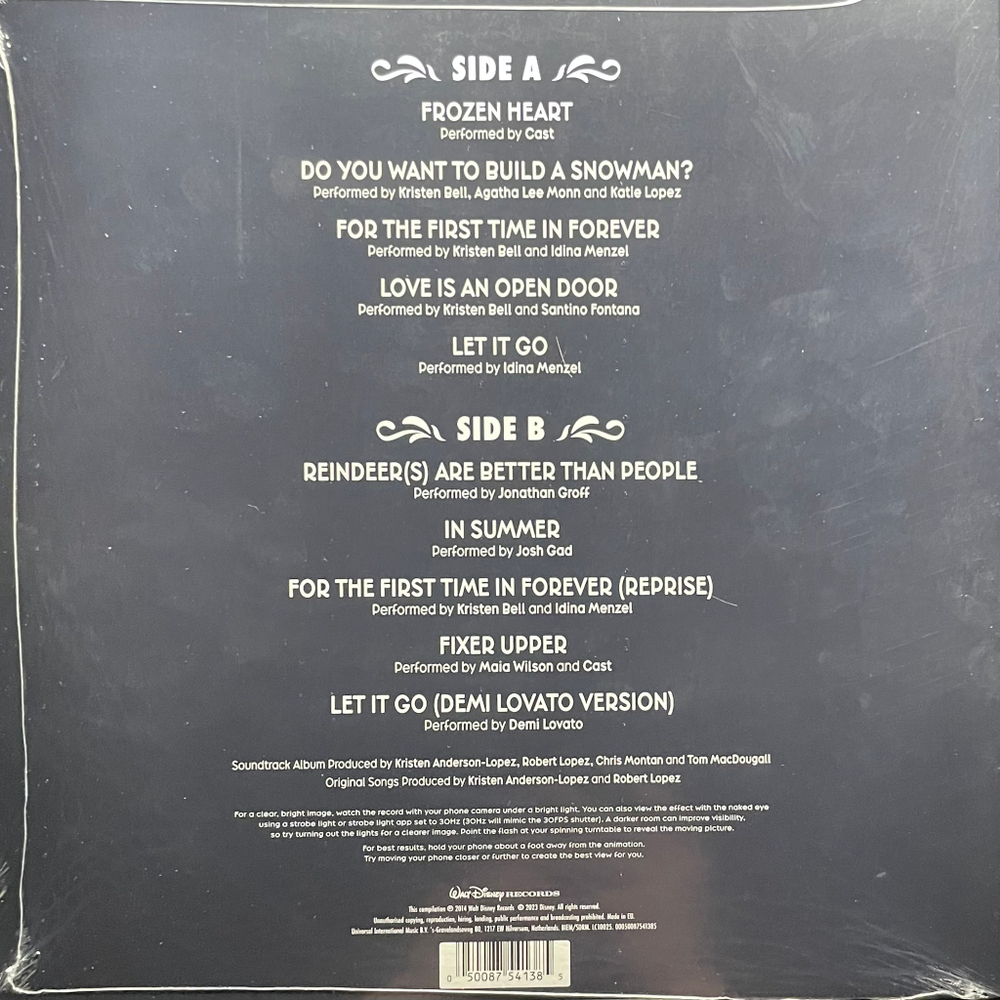 SIDE A
FROZEN HEART
Performed by Cast
DO YOU WANT TO BUILD A SNOWMAN?
Performed by Kristen Bell, Agatha Lee Monn and Katie Lopez
FOR THE FIRST TIME IN FOREVER
Performed by Kristen Bell and Idina Menzel
LOVE IS AN OPEN DOOR
Performed by Kristen Bell and Santino Fontana
LET IT GO
Performed by Idina Menzel
SIDE B
REINDEER(S) ARE BETTER THAN PEOPLE
Performed by Jonathan Groff
IN SUMMER
Performed by Josh Gad
FOR THE FIRST TIME IN FOREVER (REPRISE)
Performed by Kristen Bell and Idina Menzel
FIXER UPPER
Performed by Maia Wilson and Cast
LET IT GO (DEMI LOVATO VERSION)
Performed by Demi Lovato
Soundtrack Album Produced by Kristen Anderson-Lopez, Robert Lopez, Chris Montan and Tom MacDougall
Original Songs Produced by Kristen Anderson-Lopez and Robert Lopez
For a clear, bright image, watch the record with your phone camera under a bright light. You can also view the effect with the naked eye
using a strobe light or strobe light app set to 30Hz (30Hz will mimic the 30FPS shutter). A darker room can improve visibility,
so try turning out the lights for a clearer image. Point the flash at your spinning turntable to reveal the moving picture.
For best results, hold your phone about a foot away from the animation.
Try moving your phone closer or further to create the best view for you.
Walt Disney RECORDS
This compilation ℗ 2014 Walt Disney Records © 2023 Disney. All rights reserved.
Unauthorised copying, reproduction, hiring, lending, public performance and broadcasting prohibited. Made in EU.
Universal International Music B.V. 's-Gravelandseweg 80, 1217 EW Hilversum, Netherlands. BIEM/SDRM. LC10025. 00050087541385
0 50087 54138 5